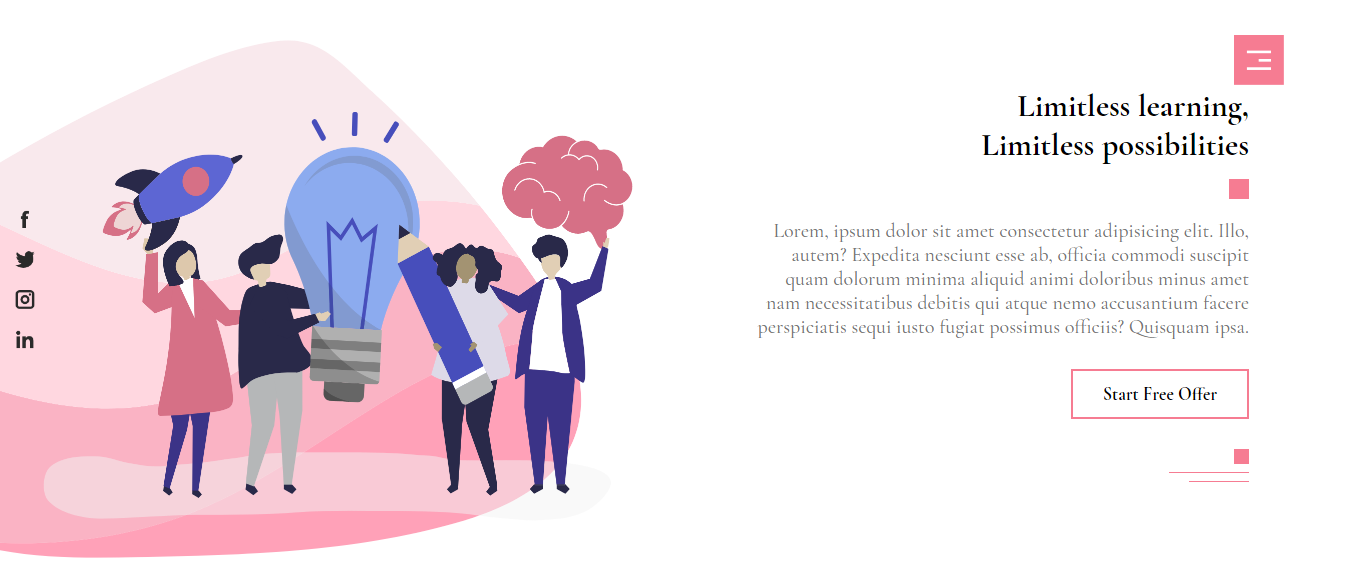 Limitless learning,
Limitless possibilities
Lorem, ipsum dolor sit amet consectetur adipisicing elit. Illo,
autem? Expedita nesciunt esse ab, officia commodi suscipit
quam dolorum minima aliquid animi doloribus minus amet
nam necessitatibus debitis qui atque nemo accusantium facere
perspiciatis sequi iusto fugiat possimus officiis? Quisquam ipsa.
Start Free Offer